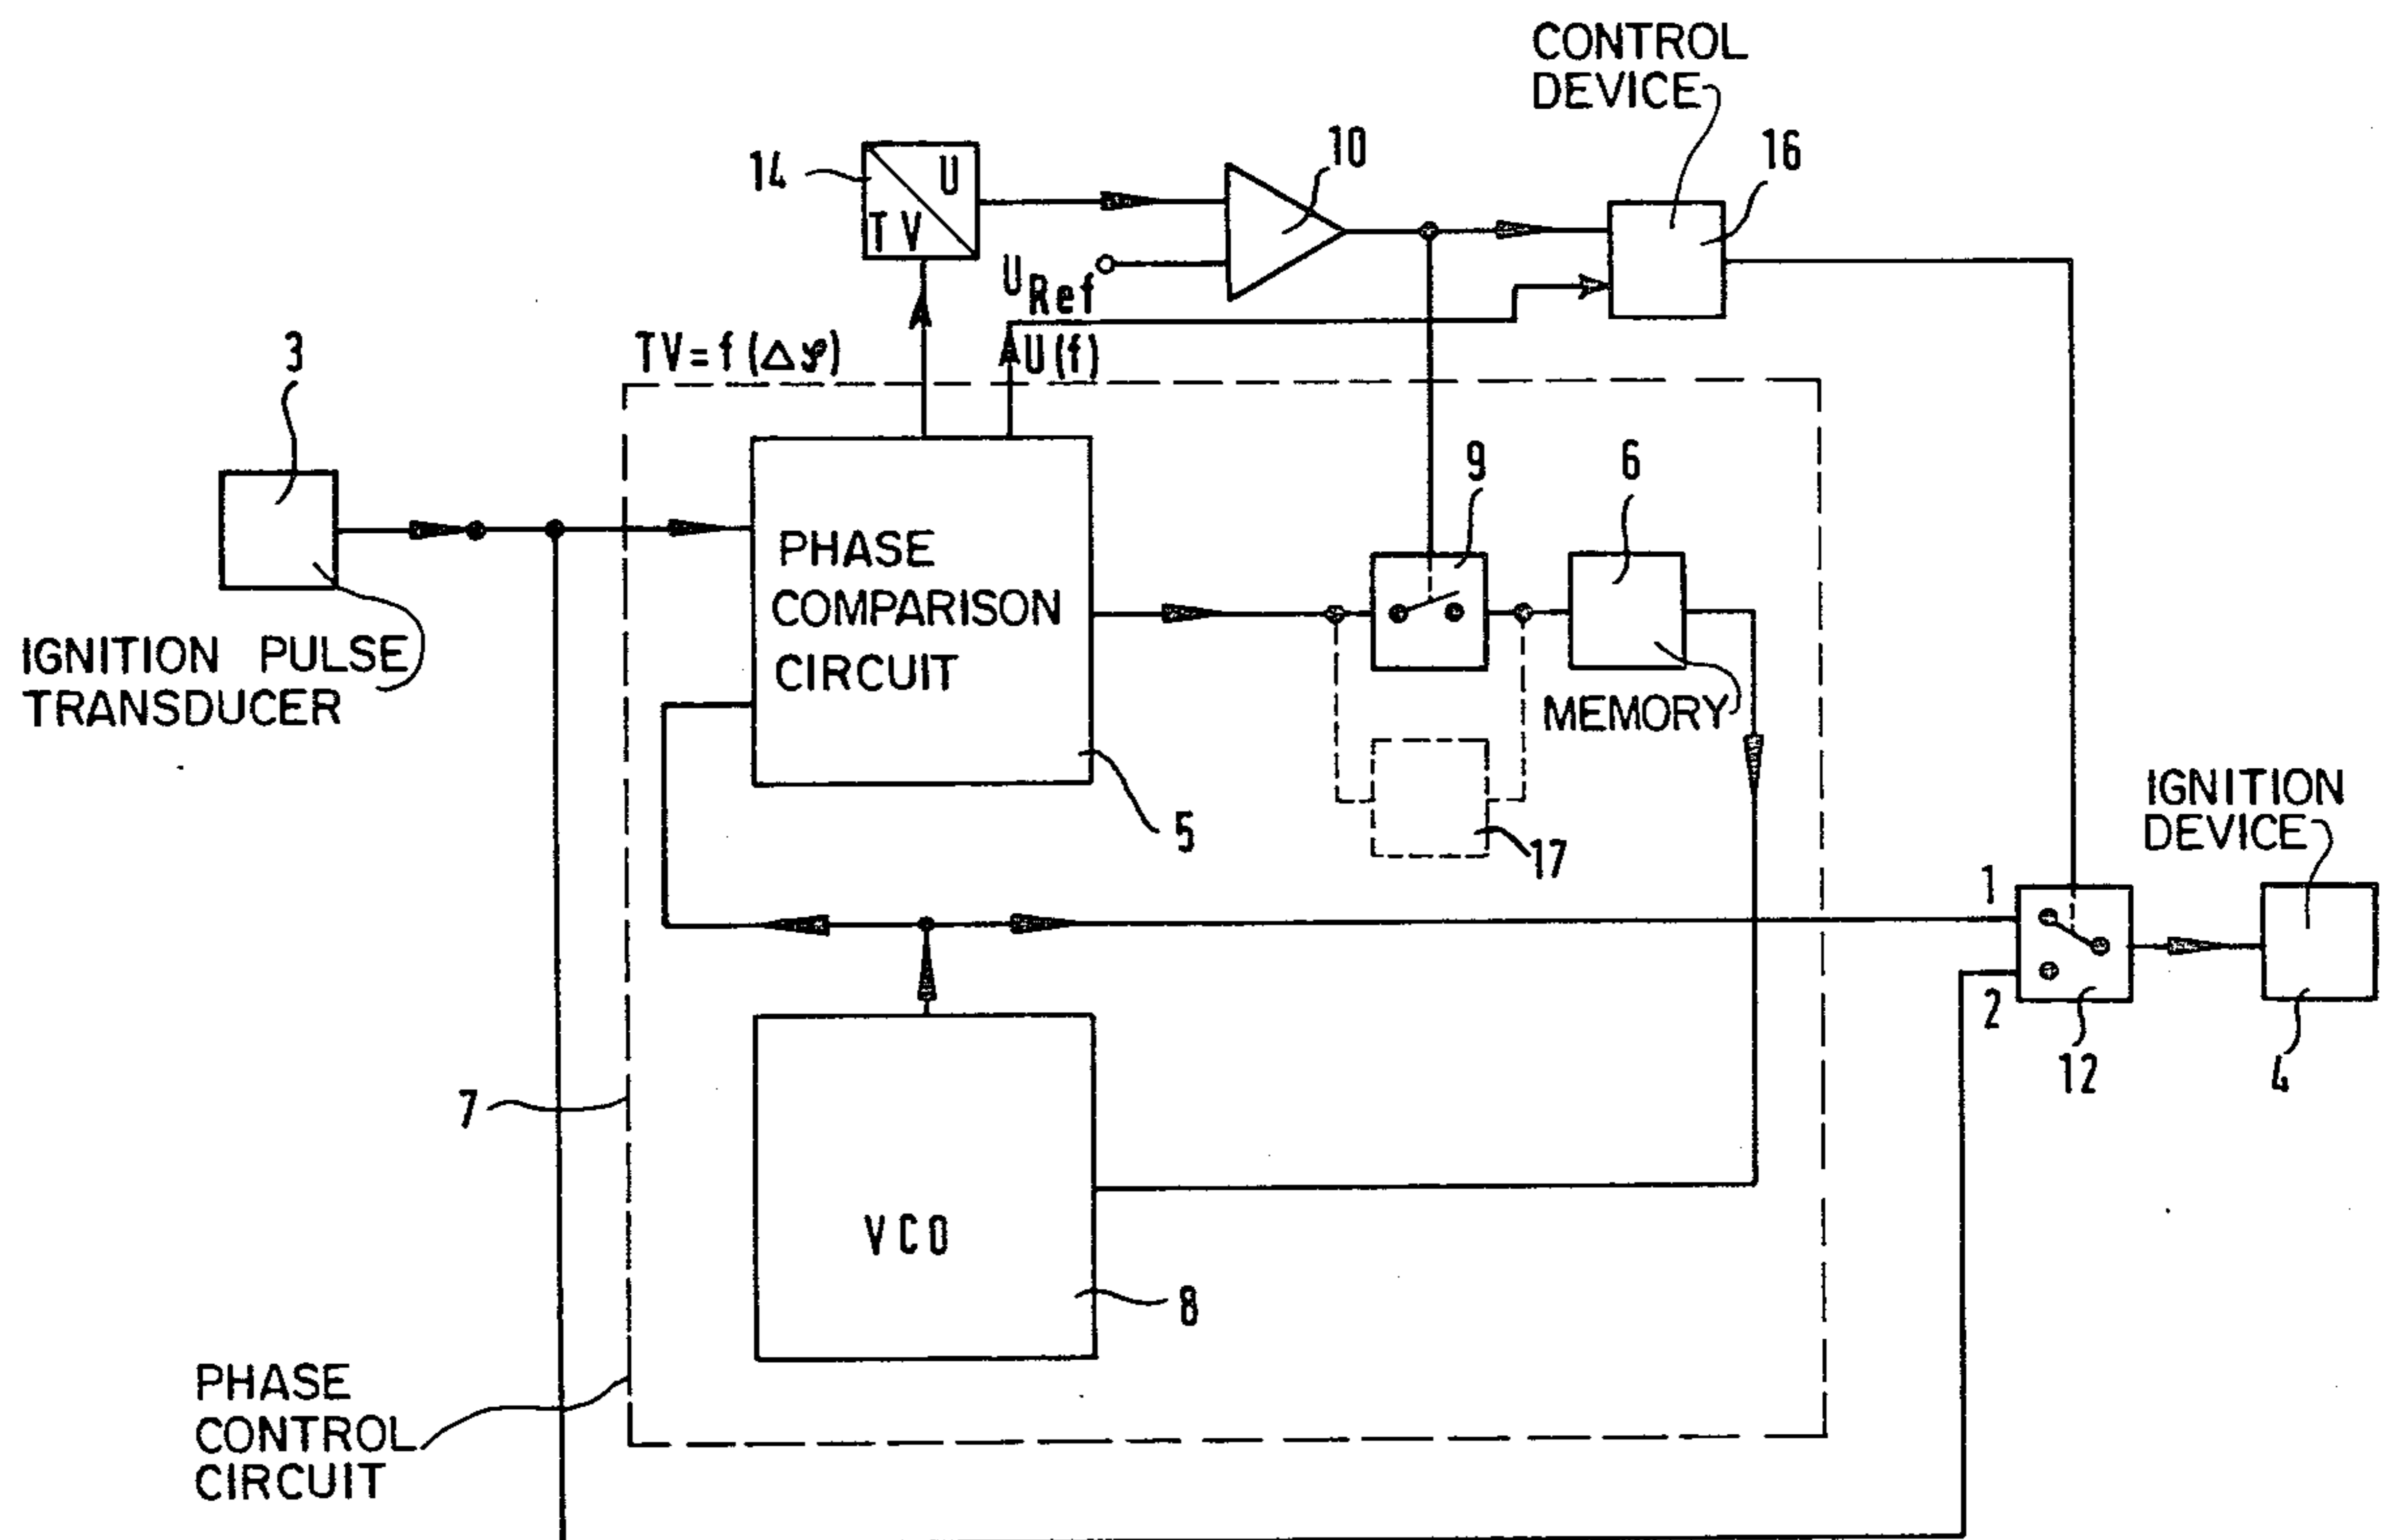 CONTROL
DEVICE
14
U
TV
10
16
U Ref
3
TV=f(Δφ)
U(f)
9
6
PHASE
COMPARISON
CIRCUIT
IGNITION PULSE
TRANSDUCER
MEMORY
5
17
IGNITION
DEVICE
1
2
12
4
7
VCO
8
PHASE
CONTROL
CIRCUIT